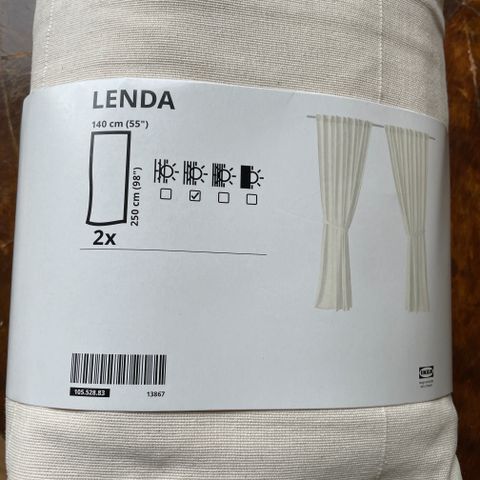 LENDA
140 cm (55")
250 cm (98")
2x
105.528.83
13867
IKEA